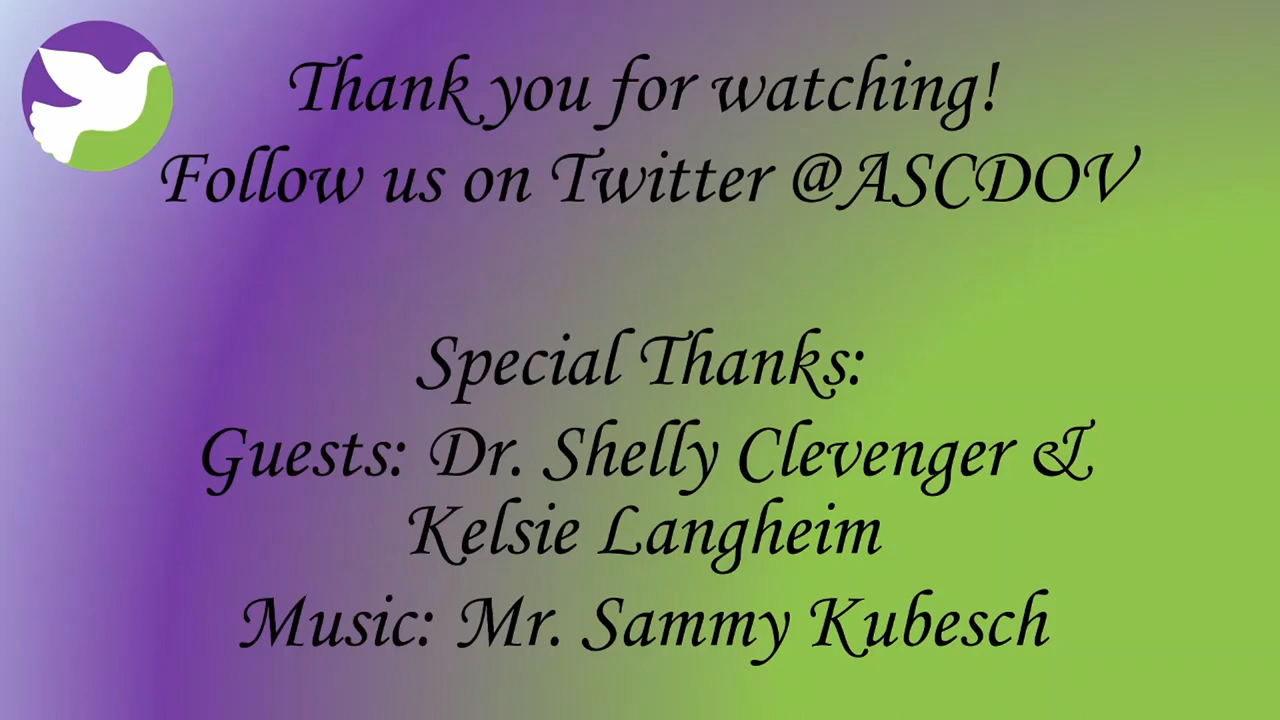 Thank you for watching!
Follow us on Twitter @ASCDOV
Special Thanks:
Guests: Dr. Shelly Clevenger &
Kelsie Langheim
Music: Mr. Sammy Kubesch